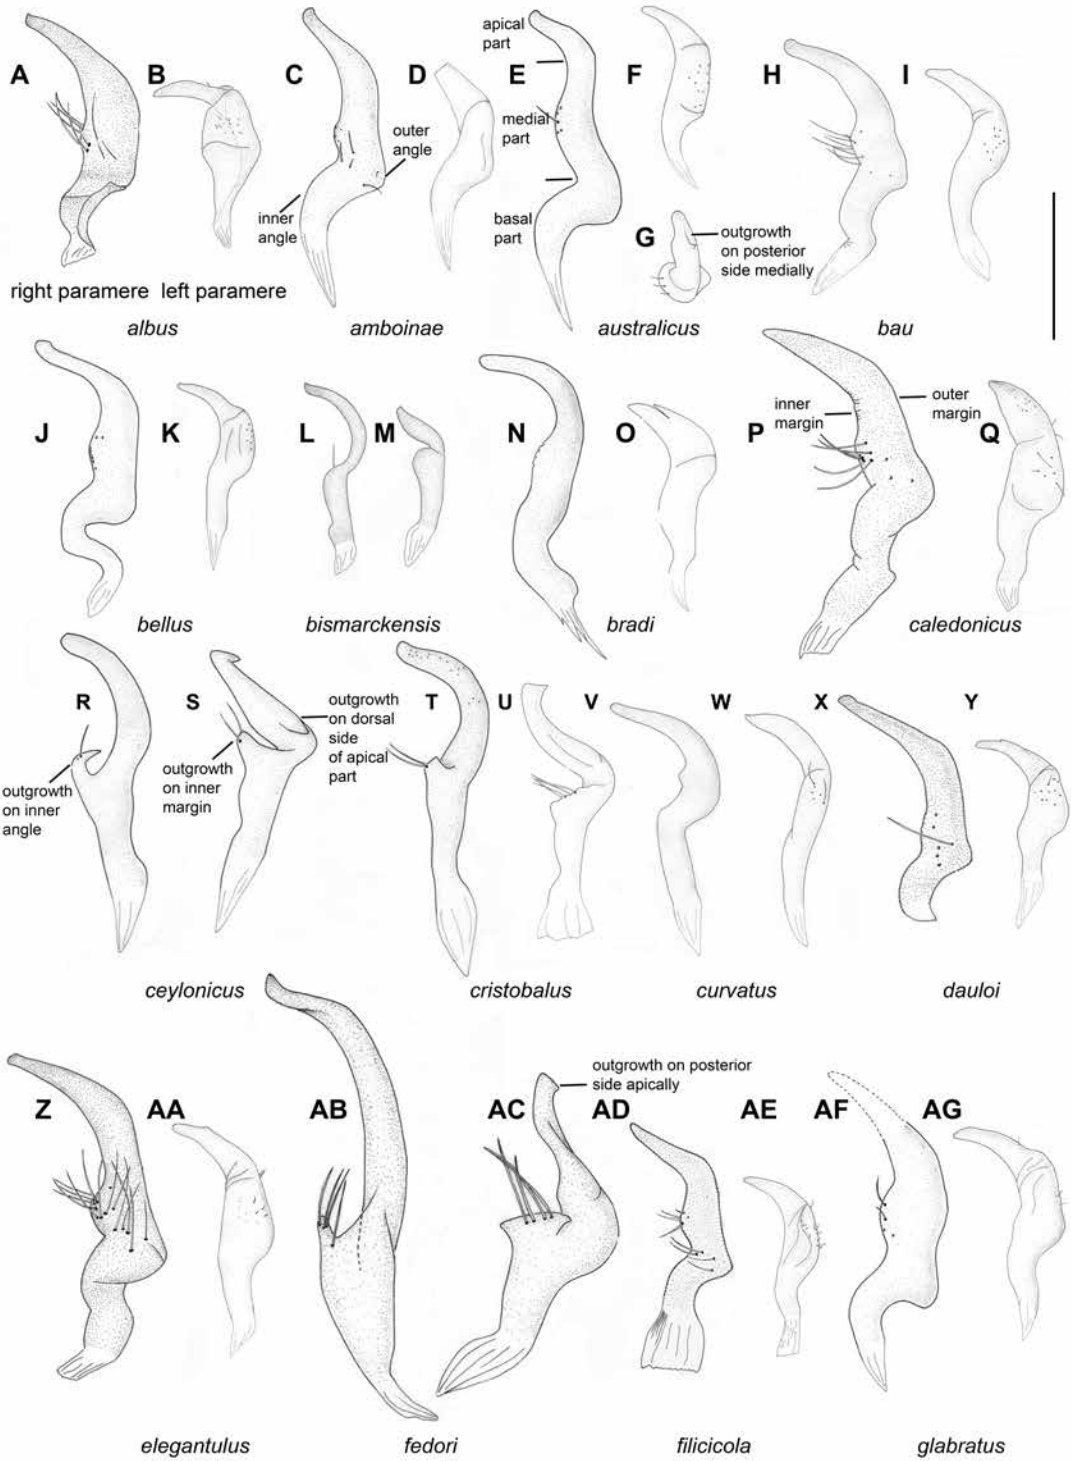 A
B
C
D
E
F
G
H
I
apical
part
medial
part
basal
part
outer
angle
inner
angle
outgrowth
on posterior
side medially
right paramere left paramere
albus
amboinae
australicus
bau
J
K
L
M
N
O
P
Q
inner
margin
outer
margin
bellus
bismarckensis
bradi
caledonicus
R
S
T
U
V
W
X
Y
outgrowth
on inner
angle
outgrowth
on inner
margin
outgrowth
on dorsal
side
of apical
part
ceylonicus
cristobalus
curvatus
dauloi
Z
AA
AB
AC
AD
AE
AF
AG
outgrowth on posterior
side apically
elegantulus
fedori
filicicola
glabratus